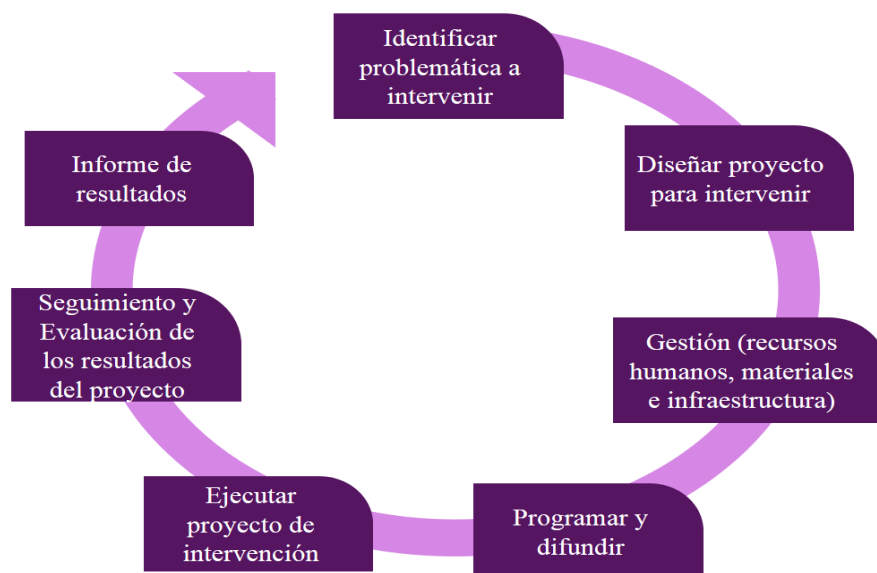 Identificar
problemática a
intervenir
Diseñar proyecto
para intervenir
Gestión (recursos
humanos, materiales
e infraestructura)
Programar y
difundir
Ejecutar
proyecto de
intervención
Seguimiento y
Evaluación de
los resultados
del proyecto
Informe de
resultados